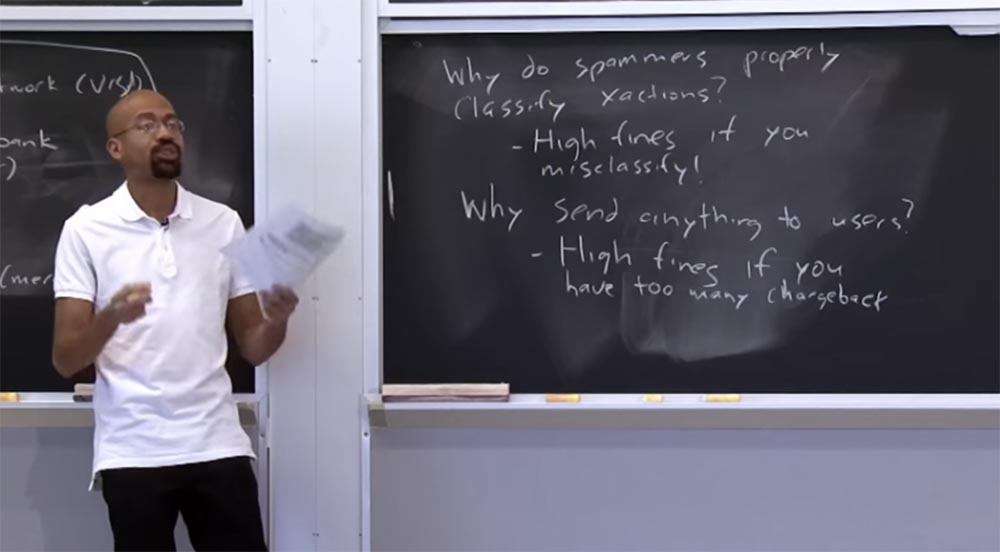 (Visa
bank
(mer
Why do spammers properly
classify xactions?
- High fines if you
misclassify!
Why send anything to users?
- High fines if you
have too many chargeback